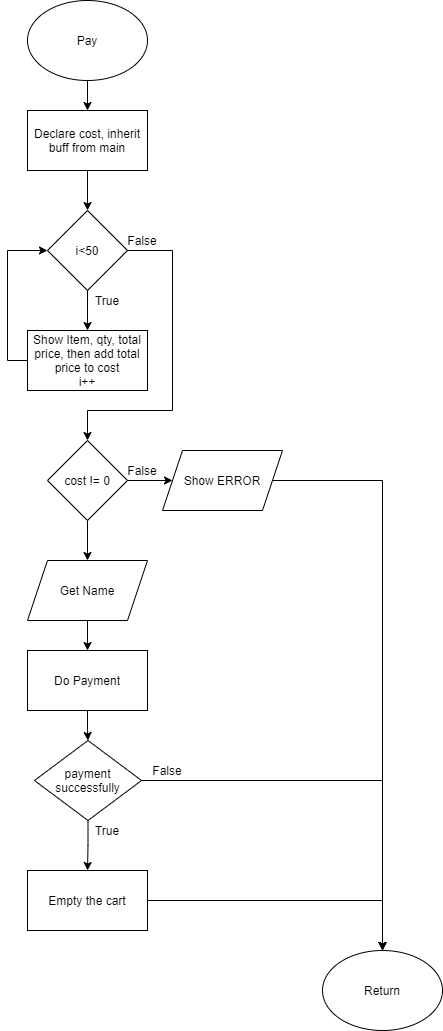 Pay
Declare cost, inherit
buff from main
i<50
False
True
Show Item, qty, total
price, then add total
price to cost
i++
cost != 0
False
Show ERROR
Get Name
Do Payment
payment
successfully
False
True
Empty the cart
Return